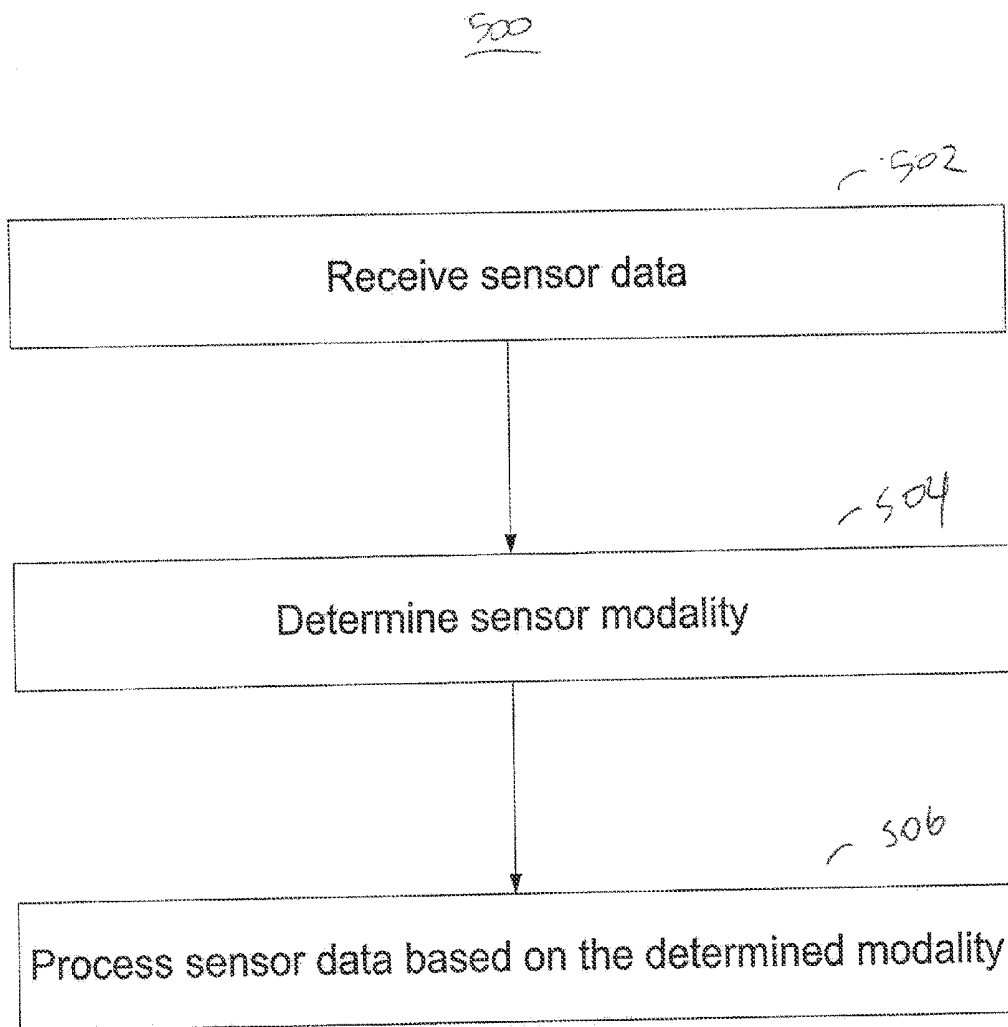 500
502
Receive sensor data
504
Determine sensor modality
506
Process sensor data based on the determined modality